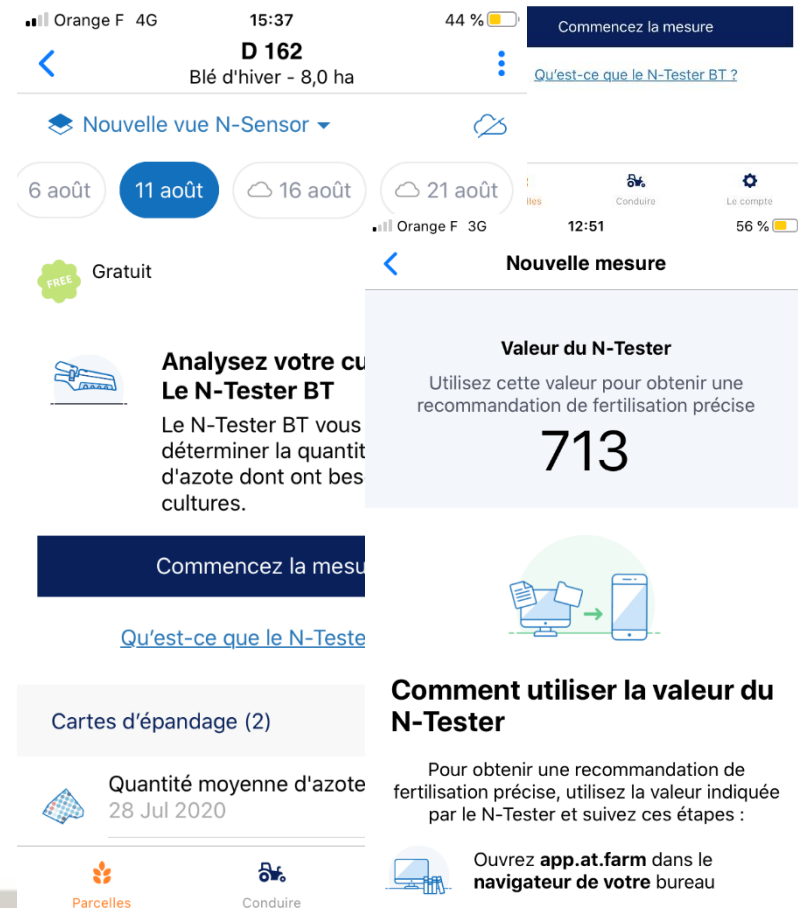 Orange F 4G 15:37 44 %
D 162
Blé d'hiver - 8,0 ha
Nouvelle vue N-Sensor
6 août 11 août 16 août 21 août
FREE Gratuit
Analysez votre cu
Le N-Tester BT
Le N-Tester BT vous
déterminer la quantit
d'azote dont ont bes
cultures.
Commencez la mesu
Qu'est-ce que le N-Teste
Cartes d'épandage (2)
Quantité moyenne d'azote
28 Jul 2020
Parcelles Conduire
Commencez la mesure
Qu'est-ce que le N-Tester BT ?
lles Conduire Le compte
Orange F 3G 12:51 56 %
Nouvelle mesure
Valeur du N-Tester
Utilisez cette valeur pour obtenir une
recommandation de fertilisation précise
713
Comment utiliser la valeur du
N-Tester
Pour obtenir une recommandation de
fertilisation précise, utilisez la valeur indiquée
par le N-Tester et suivez ces étapes :
Ouvrez app.at.farm dans le
navigateur de votre bureau